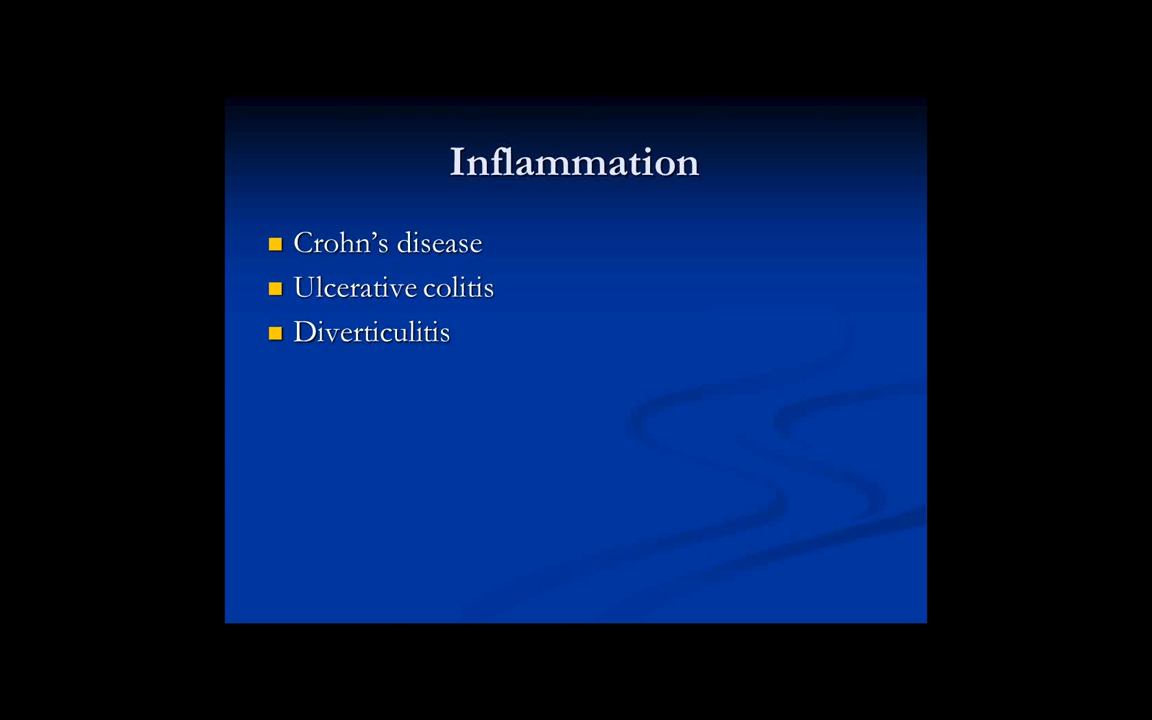 Inflammation
Crohn’s disease
Ulcerative colitis
Diverticulitis